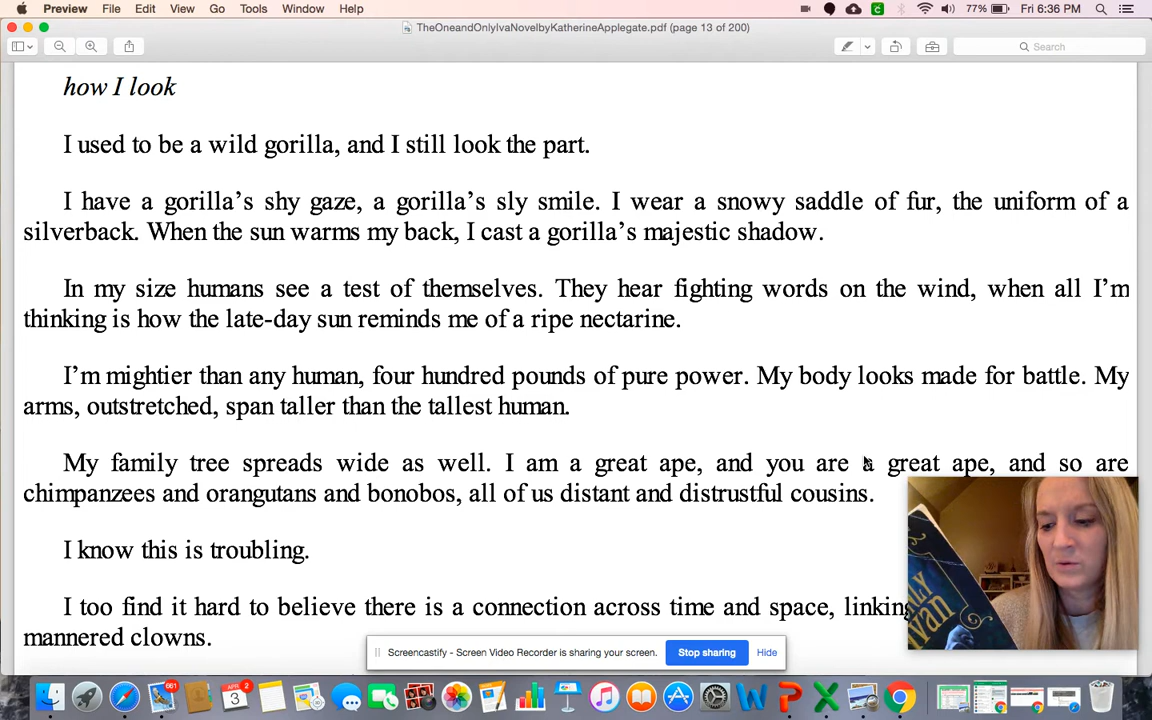 Preview File Edit View Go Tools Window Help 77% Fri 6:36 PM
TheOneandOnlyIvaNovelbyKatherineApplegate.pdf (page 13 of 200)
Search
how I look
I used to be a wild gorilla, and I still look the part.
I have a gorilla's shy gaze, a gorilla's sly smile. I wear a snowy saddle of fur, the uniform of a
silverback. When the sun warms my back, I cast a gorilla's majestic shadow.
In my size humans see a test of themselves. They hear fighting words on the wind, when all I'm
thinking is how the late-day sun reminds me of a ripe nectarine.
I'm mightier than any human, four hundred pounds of pure power. My body looks made for battle. My
arms, outstretched, span taller than the tallest human.
My family tree spreads wide as well. I am a great ape, and you are a great ape, and so are
chimpanzees and orangutans and bonobos, all of us distant and distrustful cousins.
I know this is troubling.
I too find it hard to believe there is a connection across time and space, linking
mannered clowns.
Screencastify - Screen Video Recorder is sharing your screen. Stop sharing Hide
661
APR 2
3